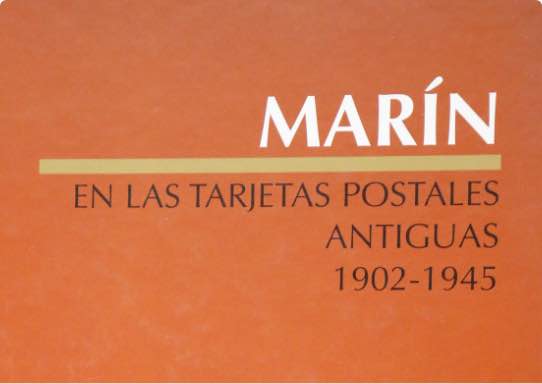 MARÍN
EN LAS TARJETAS POSTALES
ANTIGUAS
1902-1945